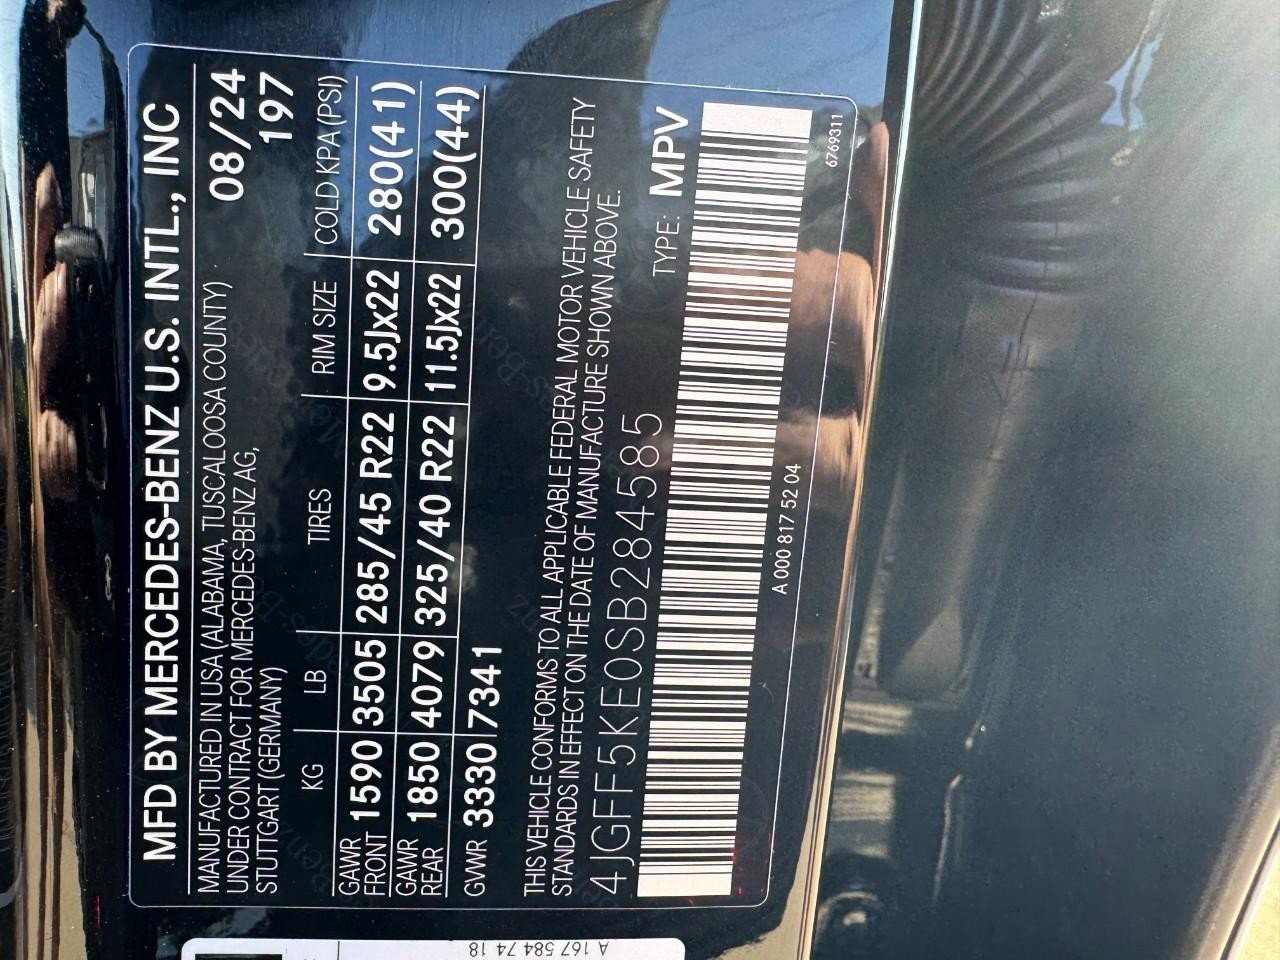 MFD BY MERCEDES-BENZ U.S. INTL., INC
MANUFACTURED IN USA (ALABAMA, TUSCALOOSA COUNTY) 08/24
UNDER CONTRACT FOR MERCEDES-BENZ AG, 197
STUTTGART (GERMANY)
KG LB TIRES RIM SIZE COLD KPA (PSI)
GAWR FRONT 1590 3505 285/45 R22 9.5Jx22 280(41)
GAWR REAR 1850 4079 325/40 R22 11.5Jx22 300(44)
GVWR 3330 7341
THIS VEHICLE CONFORMS TO ALL APPLICABLE FEDERAL MOTOR VEHICLE SAFETY
STANDARDS IN EFFECT ON THE DATE OF MANUFACTURE SHOWN ABOVE.
4JGFF5KE0SB284585 TYPE: MPV
A 000 817 52 04 6769311
A 167 584 74 18